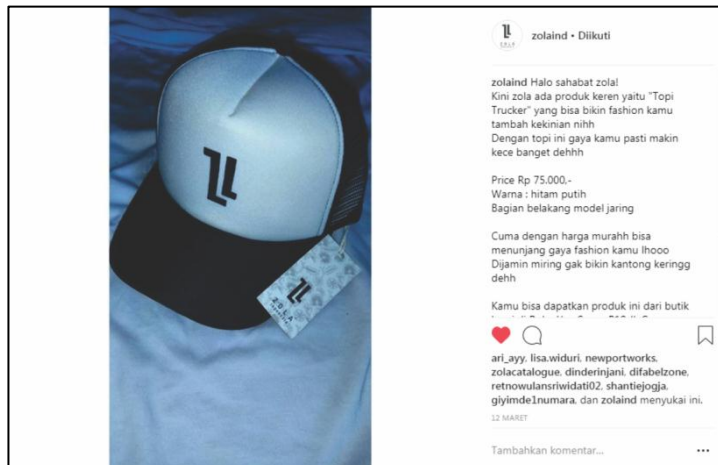 zolaind • Diikuti
zolaind Halo sahabat zola!
Kini zola ada produk keren yaitu "Topi
Trucker" yang bisa bikin fashion kamu
tambah kekinian nihh
Dengan topi ini gaya kamu pasti makin
kece banget dehhh
Price Rp 75.000,-
Warna : hitam putih
Bagian belakang model jaring
Cuma dengan harga murahh bisa
menunjang gaya fashion kamu lhooo
Dijamin miring gak bikin kantong keringg
dehh
Kamu bisa dapatkan produk ini dari butik
ari_ayy, lisa.widuri, newportworks,
zolacatalogue, dinderinjani, difabelzone,
retnowulansriwidati02, shantiejogja,
giyimde1numara, dan zolaind menyukai ini.
12 MARET
Tambahkan komentar...
ZOLA